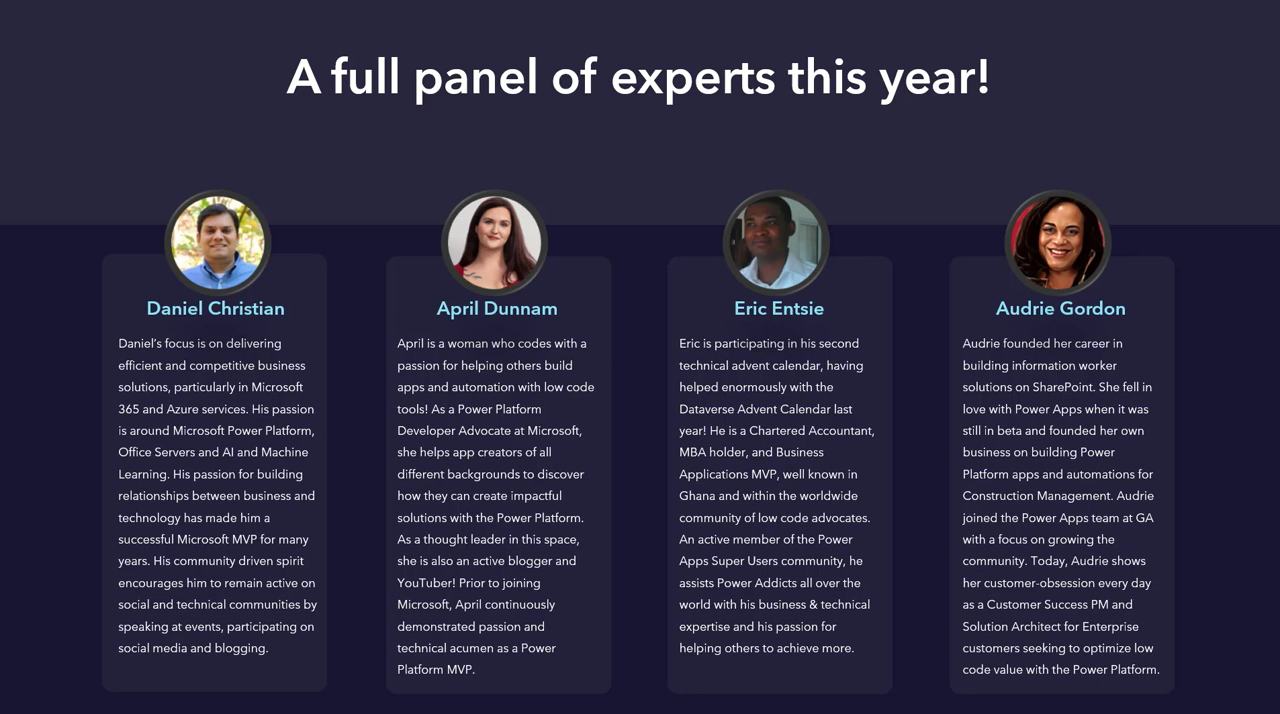 A full panel of experts this year!
Daniel Christian
Daniel's focus is on delivering
efficient and competitive business
solutions, particularly in Microsoft
365 and Azure services. His passion
is around Microsoft Power Platform,
Office Servers and AI and Machine
Learning. His passion for building
relationships between business and
technology has made him a
successful Microsoft MVP for many
years. His community driven spirit
encourages him to remain active on
social and technical communities by
speaking at events, participating on
social media and blogging.
April Dunnam
April is a woman who codes with a
passion for helping others build
apps and automation with low code
tools! As a Power Platform
Developer Advocate at Microsoft,
she helps app creators of all
different backgrounds to discover
how they can create impactful
solutions with the Power Platform.
As a thought leader in this space,
she is also an active blogger and
YouTuber! Prior to joining
Microsoft, April continuously
demonstrated passion and
technical acumen as a Power
Platform MVP.
Eric Entsie
Eric is participating in his second
technical advent calendar, having
helped enormously with the
Dataverse Advent Calendar last
year! He is a Chartered Accountant,
MBA holder, and Business
Applications MVP, well known in
Ghana and within the worldwide
community of low code advocates.
An active member of the Power
Apps Super Users community, he
assists Power Addicts all over the
world with his business & technical
expertise and his passion for
helping others to achieve more.
Audrie Gordon
Audrie founded her career in
building information worker
solutions on SharePoint. She fell in
love with Power Apps when it was
still in beta and founded her own
business on building Power
Platform apps and automations for
Construction Management. Audrie
joined the Power Apps team at GA
with a focus on growing the
community. Today, Audrie shows
her customer-obsession every day
as a Customer Success PM and
Solution Architect for Enterprise
customers seeking to optimize low
code value with the Power Platform.